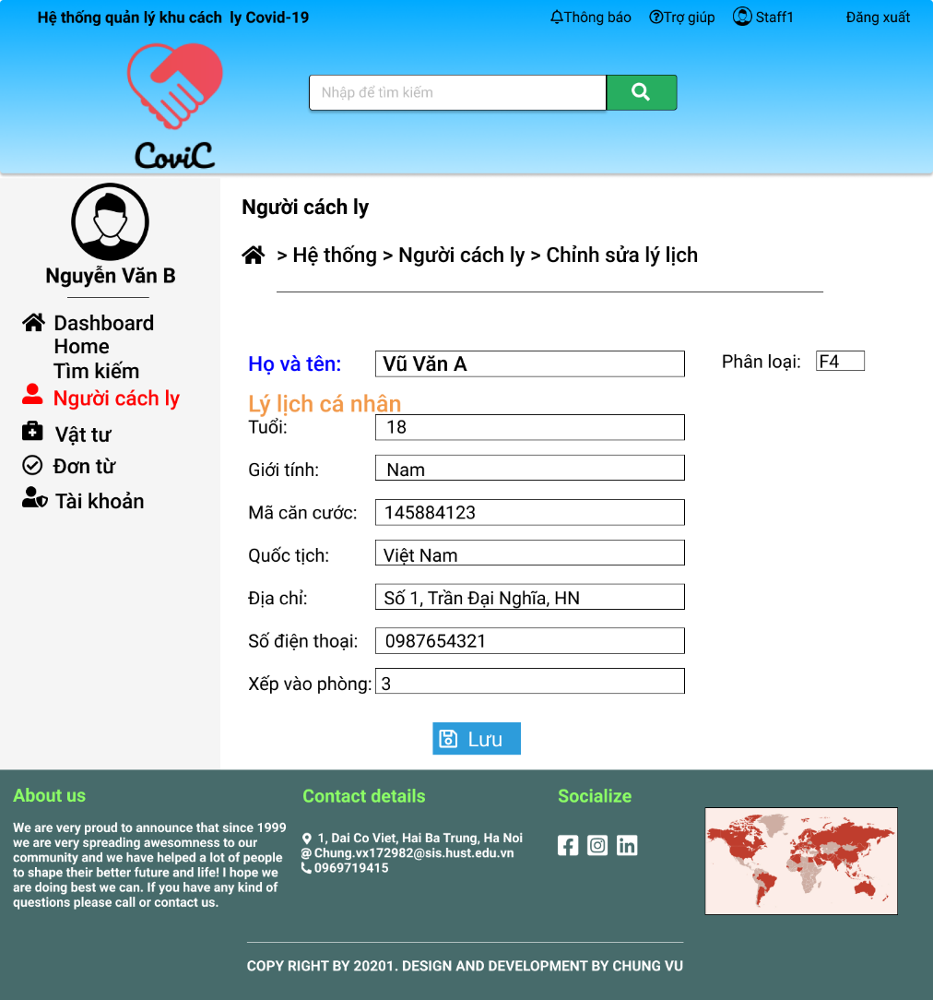 Hệ thống quản lý khu cách ly Covid-19
Thông báo
Trợ giúp
Staff1
Đăng xuất
Nhập để tìm kiếm
CoviC
Nguyễn Văn B
Dashboard
Home
Tìm kiếm
Người cách ly
Vật tư
Đơn từ
Tài khoản
Người cách ly
> Hệ thống > Người cách ly > Chỉnh sửa lý lịch
Họ và tên: Vũ Văn A
Phân loại: F4
Lý lịch cá nhân
Tuổi: 18
Giới tính: Nam
Mã căn cước: 145884123
Quốc tịch: Việt Nam
Địa chỉ: Số 1, Trần Đại Nghĩa, HN
Số điện thoại: 0987654321
Xếp vào phòng: 3
Lưu
About us
We are very proud to announce that since 1999
we are very spreading awesomness to our
community and we have helped a lot of people
to shape their better future and life! I hope we
are doing best we can. If you have any kind of
questions please call or contact us.
Contact details
1, Dai Co Viet, Hai Ba Trung, Ha Noi
@ Chung.vx172982@sis.hust.edu.vn
0969719415
Socialize
COPY RIGHT BY 20201. DESIGN AND DEVELOPMENT BY CHUNG VU